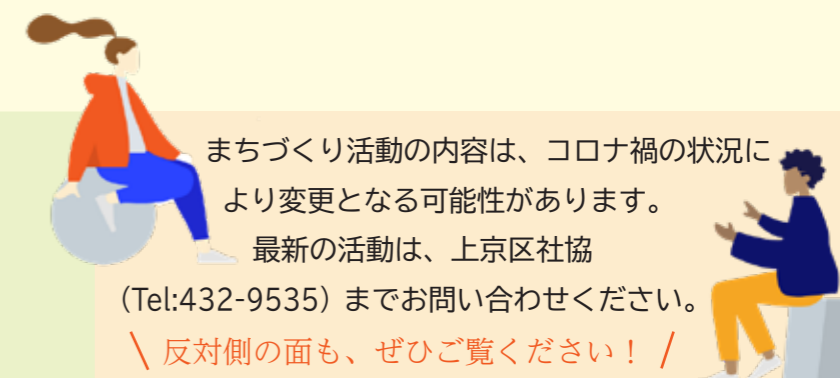 まちづくり活動の内容は、コロナ禍の状況に
より変更となる可能性があります。
最新の活動は、上京区社協
（Tel:432-9535）までお問い合わせください。
\ 反対側の面も、ぜひご覧ください！ /